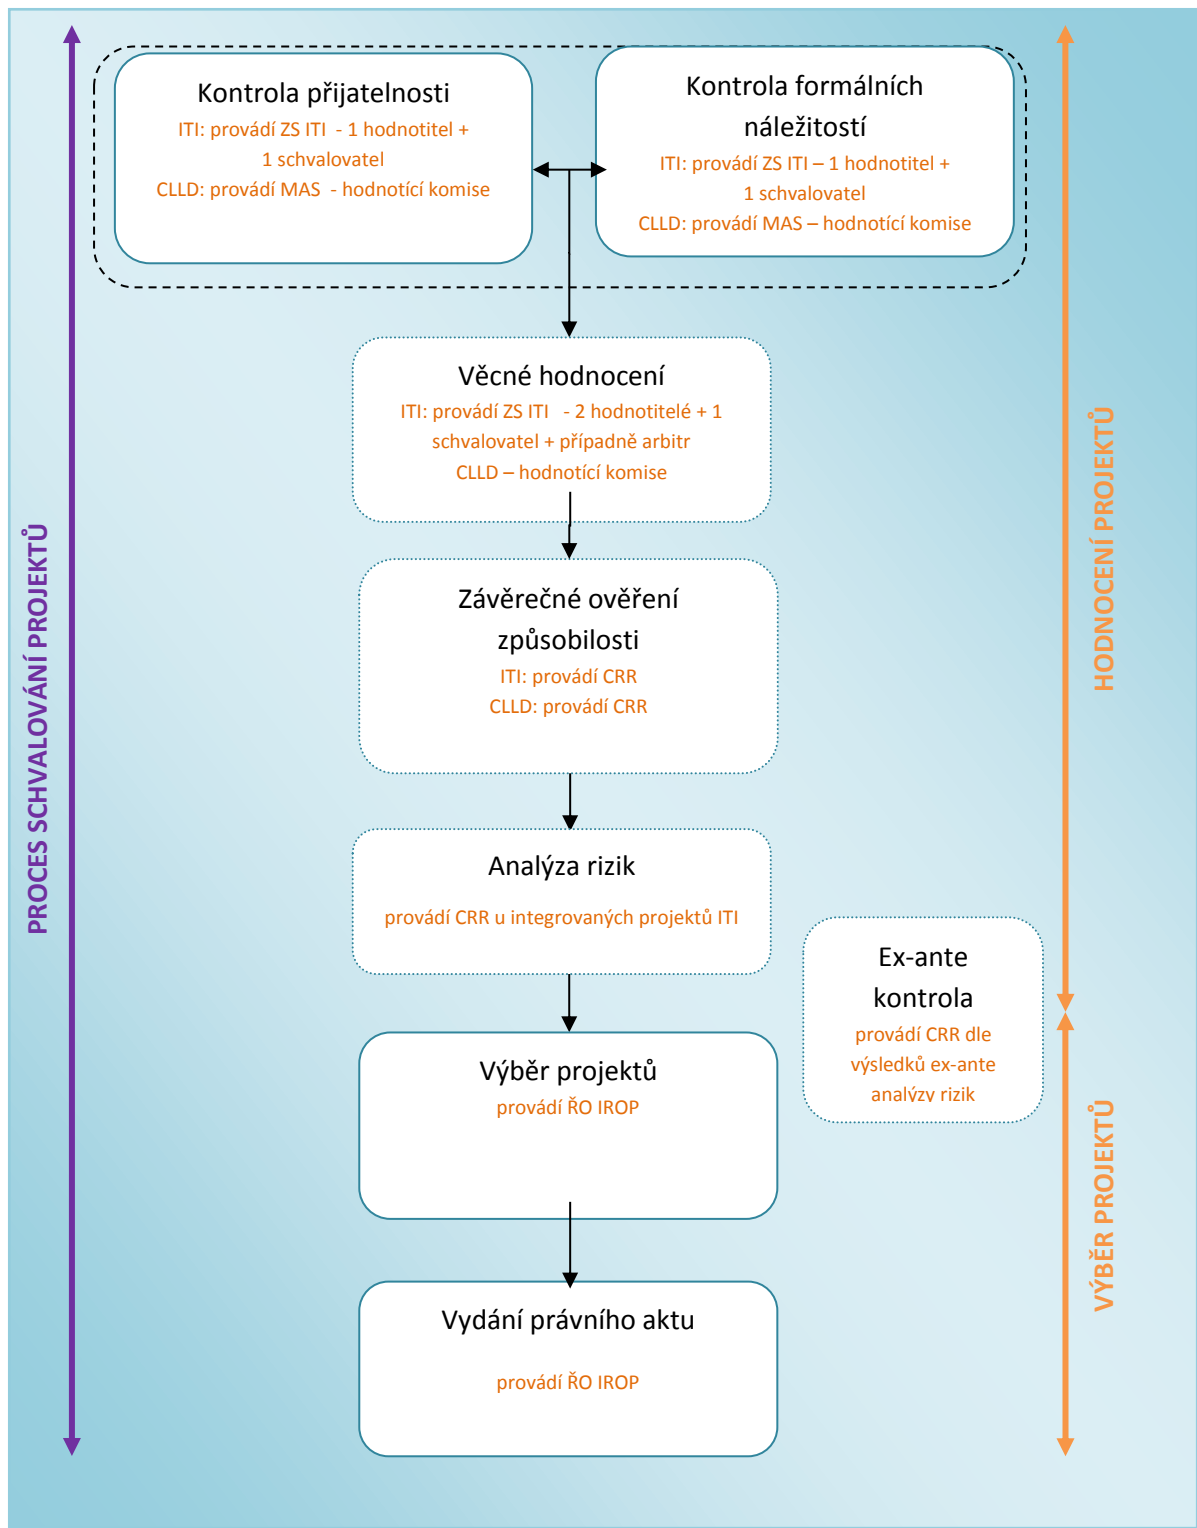 Kontrola přijatelnosti
ITI: provádí ZS ITI  - 1 hodnotitel +
1 schvalovatel
CLLD: provádí MAS  - hodnotící komise
Kontrola formálních
náležitostí
ITI: provádí ZS ITI – 1 hodnotitel +
1 schvalovatel
CLLD: provádí MAS – hodnotící komise
Věcné hodnocení
ITI: provádí ZS ITI   - 2 hodnotitelé + 1
schvalovatel + případně arbitr
CLLD – hodnotící komise
Závěrečné ověření
způsobilosti
ITI: provádí CRR
CLLD: provádí CRR
Analýza rizik
provádí CRR u integrovaných projektů ITI
Ex-ante
kontrola
provádí CRR dle
výsledků ex-ante
analýzy rizik
Výběr projektů
provádí ŘO IROP
Vydání právního aktu
provádí ŘO IROP
PROCES SCHVALOVÁNÍ PROJEKTŮ
HODNOCENÍ PROJEKTŮ
VÝBĚR PROJEKTŮ